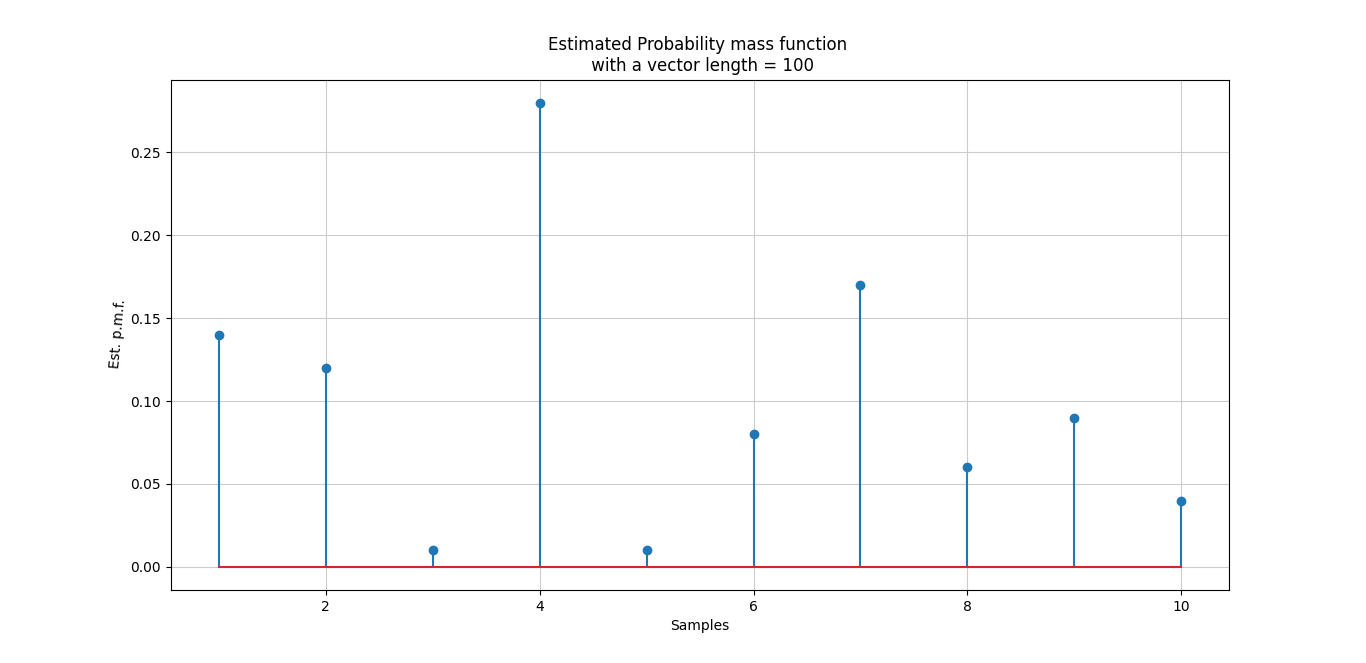 Estimated Probability mass function
with a vector length = 100
0.25
0.20
0.15
0.10
0.05
0.00
Est. p.m.f.
2
4
6
8
10
Samples